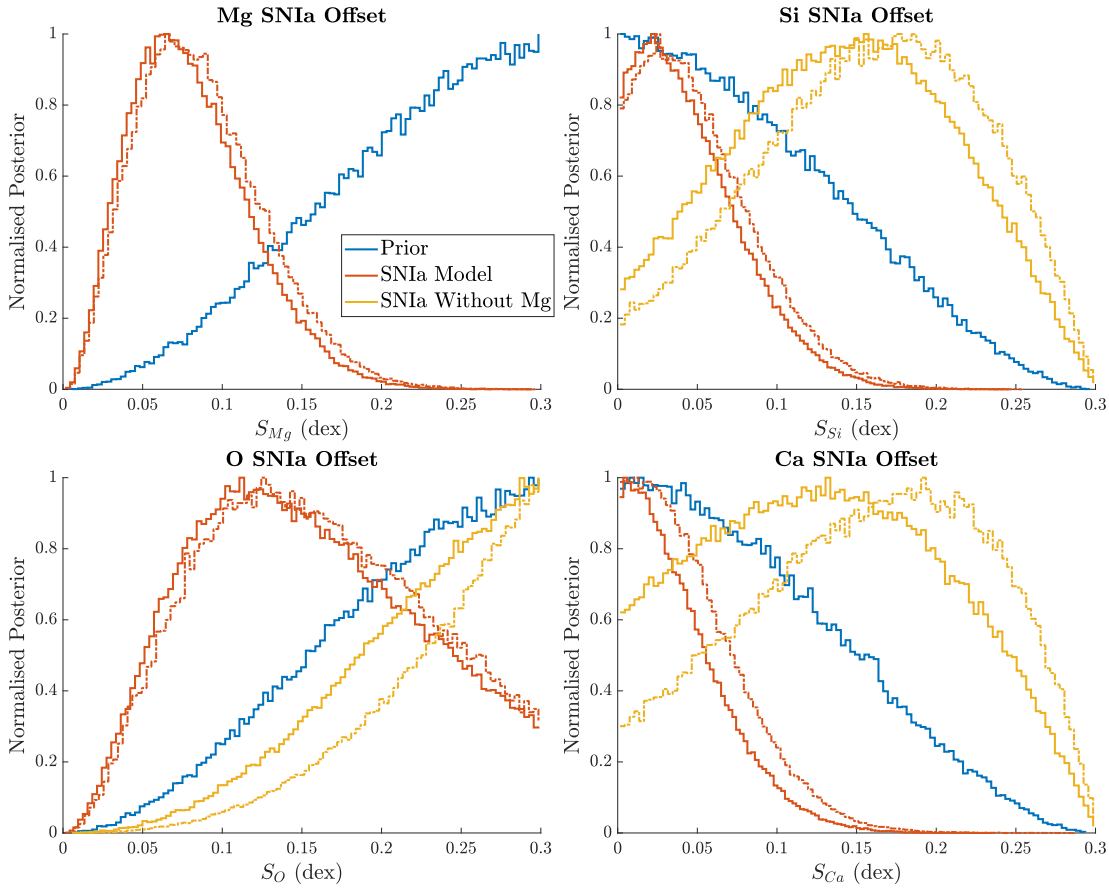 Mg SNIa Offset
Normalised Posterior
1
0.8
0.6
0.4
0.2
0
0 0.05 0.1 0.15 0.2 0.25 0.3
S_Mg (dex)
Prior
SNIa Model
SNIa Without Mg
Si SNIa Offset
Normalised Posterior
1
0.8
0.6
0.4
0.2
0
0 0.05 0.1 0.15 0.2 0.25 0.3
S_Si (dex)
O SNIa Offset
Normalised Posterior
1
0.8
0.6
0.4
0.2
0
0 0.05 0.1 0.15 0.2 0.25 0.3
S_O (dex)
Ca SNIa Offset
Normalised Posterior
1
0.8
0.6
0.4
0.2
0
0 0.05 0.1 0.15 0.2 0.25 0.3
S_Ca (dex)